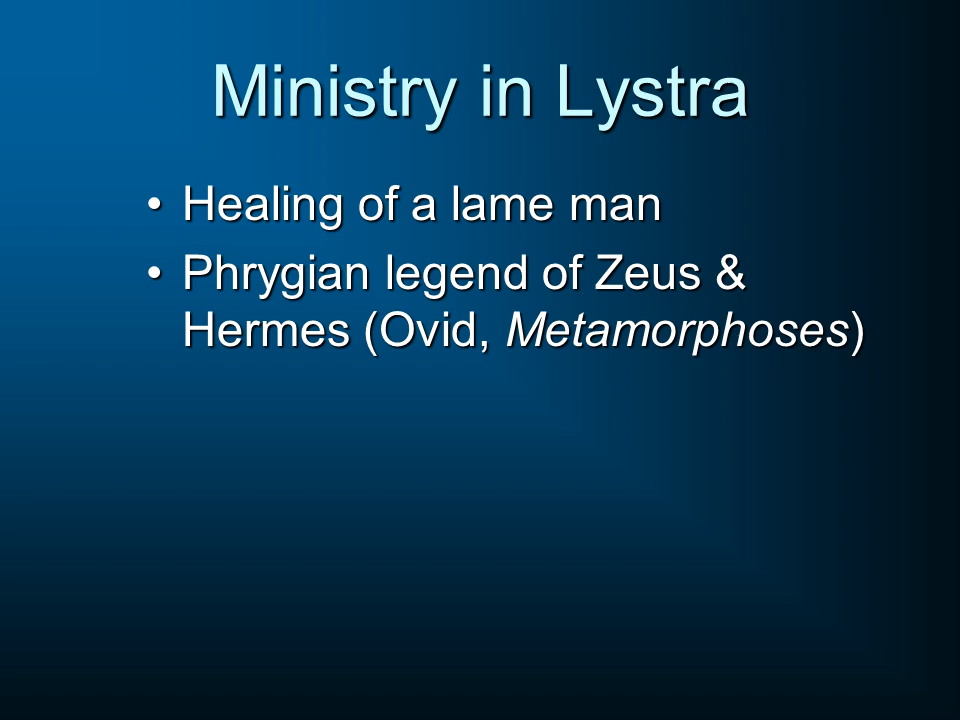 Ministry in Lystra
• Healing of a lame man
• Phrygian legend of Zeus &
Hermes (Ovid, Metamorphoses)